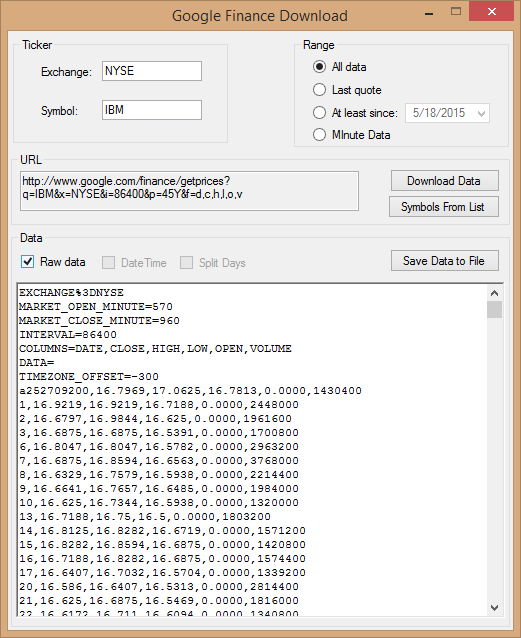 Google Finance Download
Ticker
Exchange: NYSE
Symbol: IBM
Range
All data
Last quote
At least since: 5/18/2015
MInute Data
URL
http://www.google.com/finance/getprices?
q=IBM&x=NYSE&i=86400&p=45Y&f=d,c,h,l,o,v
Download Data
Symbols From List
Data
Raw data DateTime Split Days
Save Data to File
EXCHANGE%3DNYSE
MARKET_OPEN_MINUTE=570
MARKET_CLOSE_MINUTE=960
INTERVAL=86400
COLUMNS=DATE,CLOSE,HIGH,LOW,OPEN,VOLUME
DATA=
TIMEZONE_OFFSET=-300
a252709200,16.7969,17.0625,16.7813,0.0000,1430400
1,16.9219,16.9219,16.7188,0.0000,2448000
2,16.6797,16.9844,16.625,0.0000,1961600
3,16.6875,16.6875,16.5391,0.0000,1700800
6,16.8047,16.8047,16.5782,0.0000,2963200
7,16.6875,16.8594,16.6563,0.0000,3768000
8,16.6329,16.7579,16.5938,0.0000,2214400
9,16.6641,16.7657,16.6485,0.0000,1984000
10,16.625,16.7344,16.5938,0.0000,1320000
13,16.7188,16.75,16.5,0.0000,1803200
14,16.8125,16.8282,16.6719,0.0000,1571200
15,16.8282,16.8594,16.6875,0.0000,1420800
16,16.7188,16.8282,16.6875,0.0000,1574400
17,16.6407,16.7032,16.5704,0.0000,1339200
20,16.586,16.6407,16.5313,0.0000,2814400
21,16.625,16.6875,16.5469,0.0000,1816000
22,16.6172,16.711,16.6094,0.0000,1340800